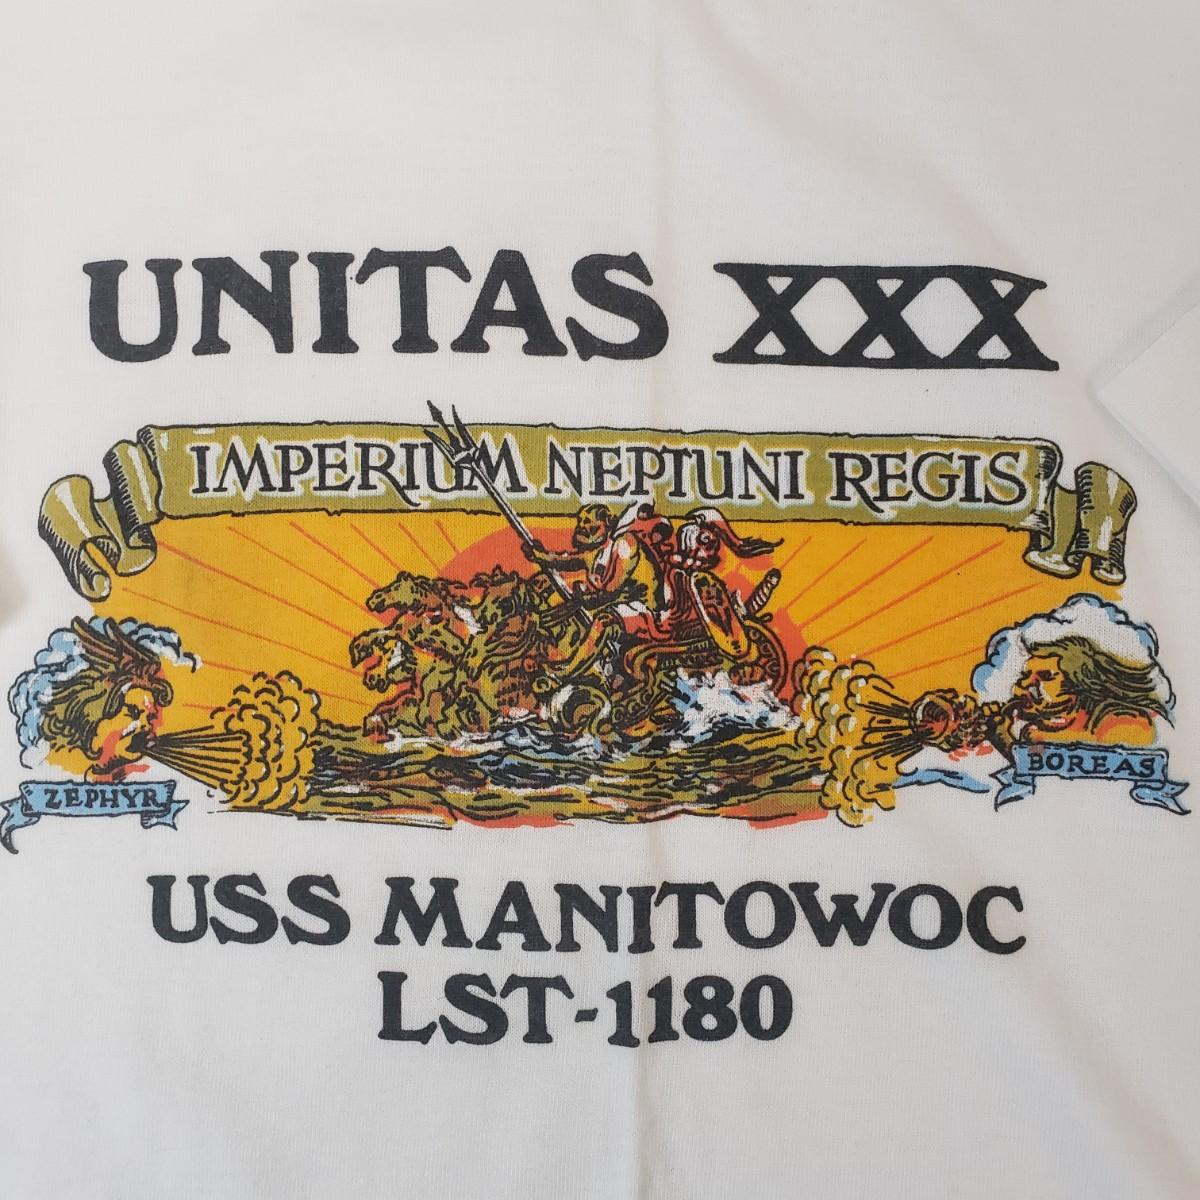 UNITAS XXX
IMPERIUM NEPTUNI REGIS
ZEPHYR
BOREAS
USS MANITOWOC
LST-1180